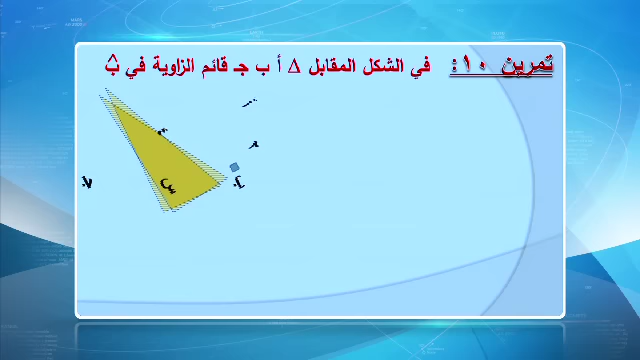 تمرين ١٠: في الشكل المقابل Δ أ ب جـ قائم الزاوية في ب̂